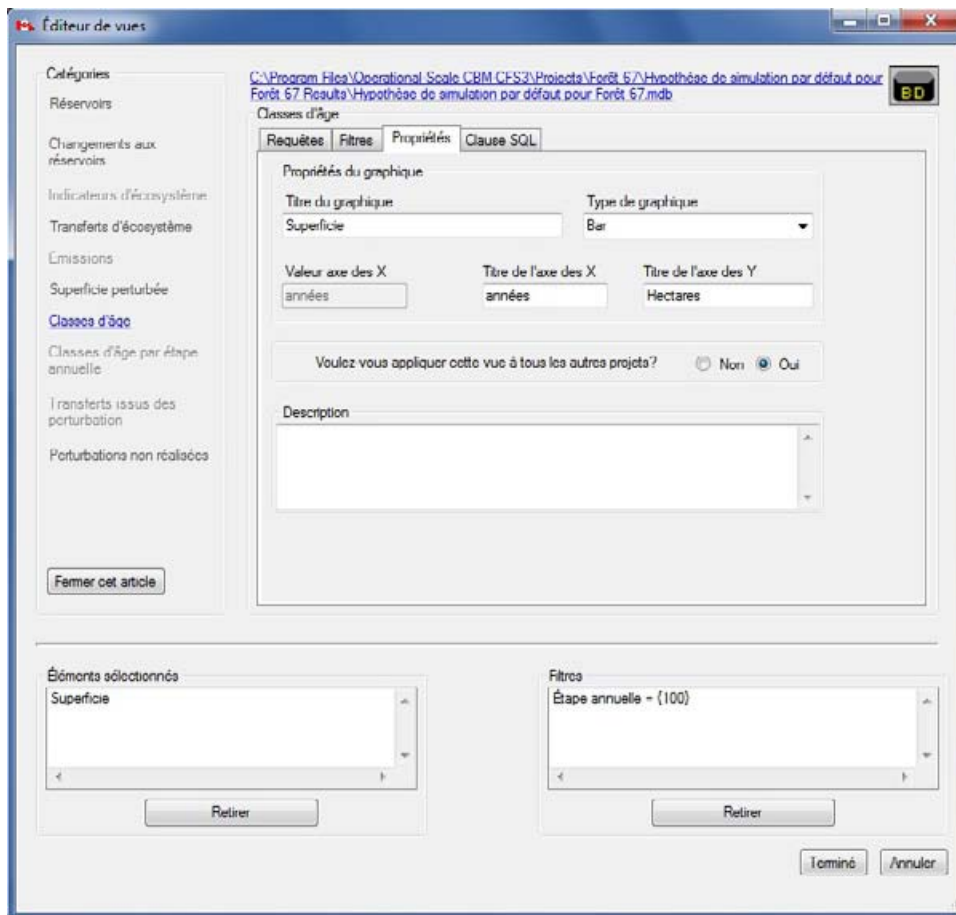 Éditeur de vues
Catégories
Réservoirs
Changements aux
réservoirs
Indicateurs d'écosystème
Transferts d'écosystème
Emissions
Superficie perturbée
Classes d'âge
Classes d'âge par étape
annuelle
Transferts issus des
perturbation
Perturbations non réalisées
Fermer cet article
C:\Program Files\Operational Scale CBM CFS3\Projects\Forêt 67\Hypothèse de simulation par défaut pour
Forêt 67 Results\Hypothèse de simulation par défaut pour Forêt 67.mdb
BD
Classes d'âge
Requêtes Filtres Propriétés Clause SQL
Propriétés du graphique
Titre du graphique Type de graphique
Superficie Bar
Valeur axe des X Titre de l'axe des X Titre de l'axe des Y
années années Hectares
Voulez vous appliquer cette vue à tous les autres projets? Non Oui
Description
Éléments sélectionnés Filtres
Superficie Étape annuelle = {100}
Retirer Retirer
Terminé Annuler